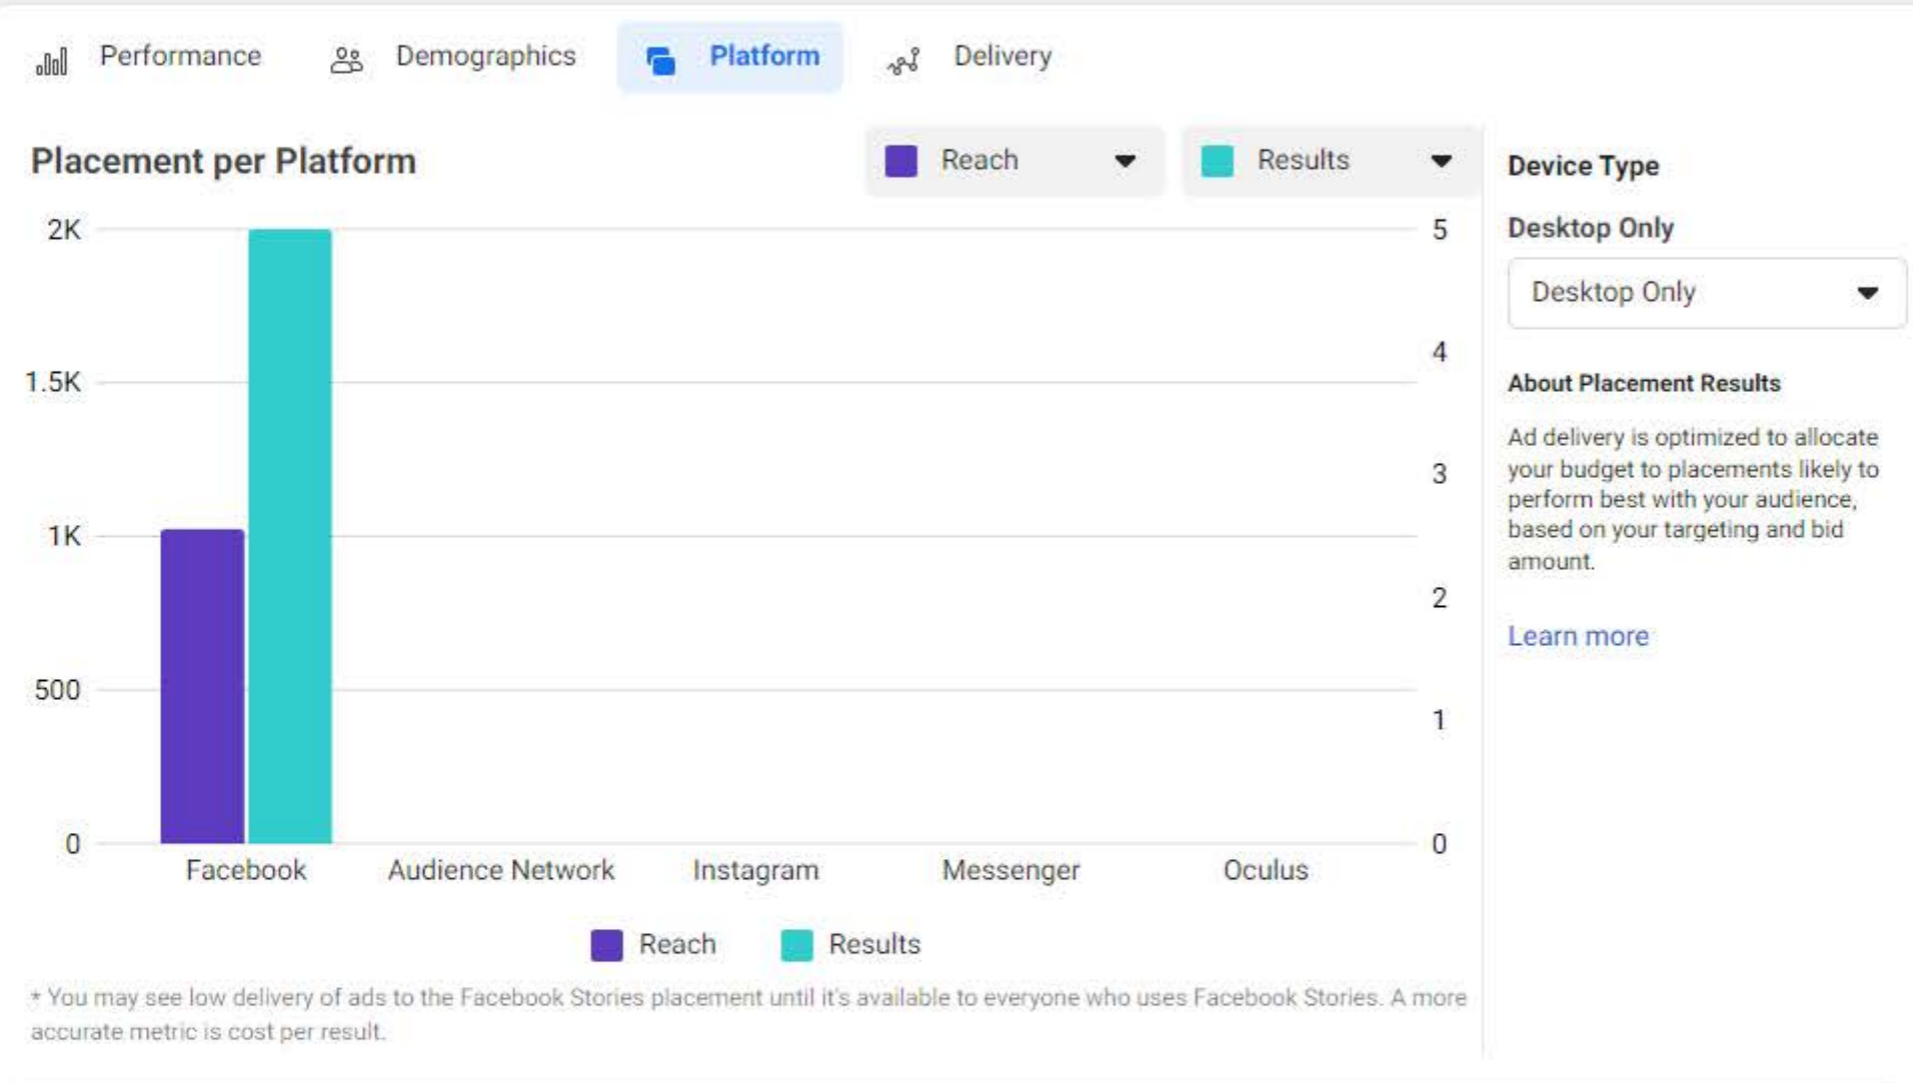 Performance
Demographics
Platform
Delivery
Placement per Platform
Reach
Results
2K
1.5K
1K
500
0
5
4
3
2
1
0
Facebook
Audience Network
Instagram
Messenger
Oculus
Reach
Results
* You may see low delivery of ads to the Facebook Stories placement until it's available to everyone who uses Facebook Stories. A more
accurate metric is cost per result.
Device Type
Desktop Only
Desktop Only
About Placement Results
Ad delivery is optimized to allocate
your budget to placements likely to
perform best with your audience,
based on your targeting and bid
amount.
Learn more